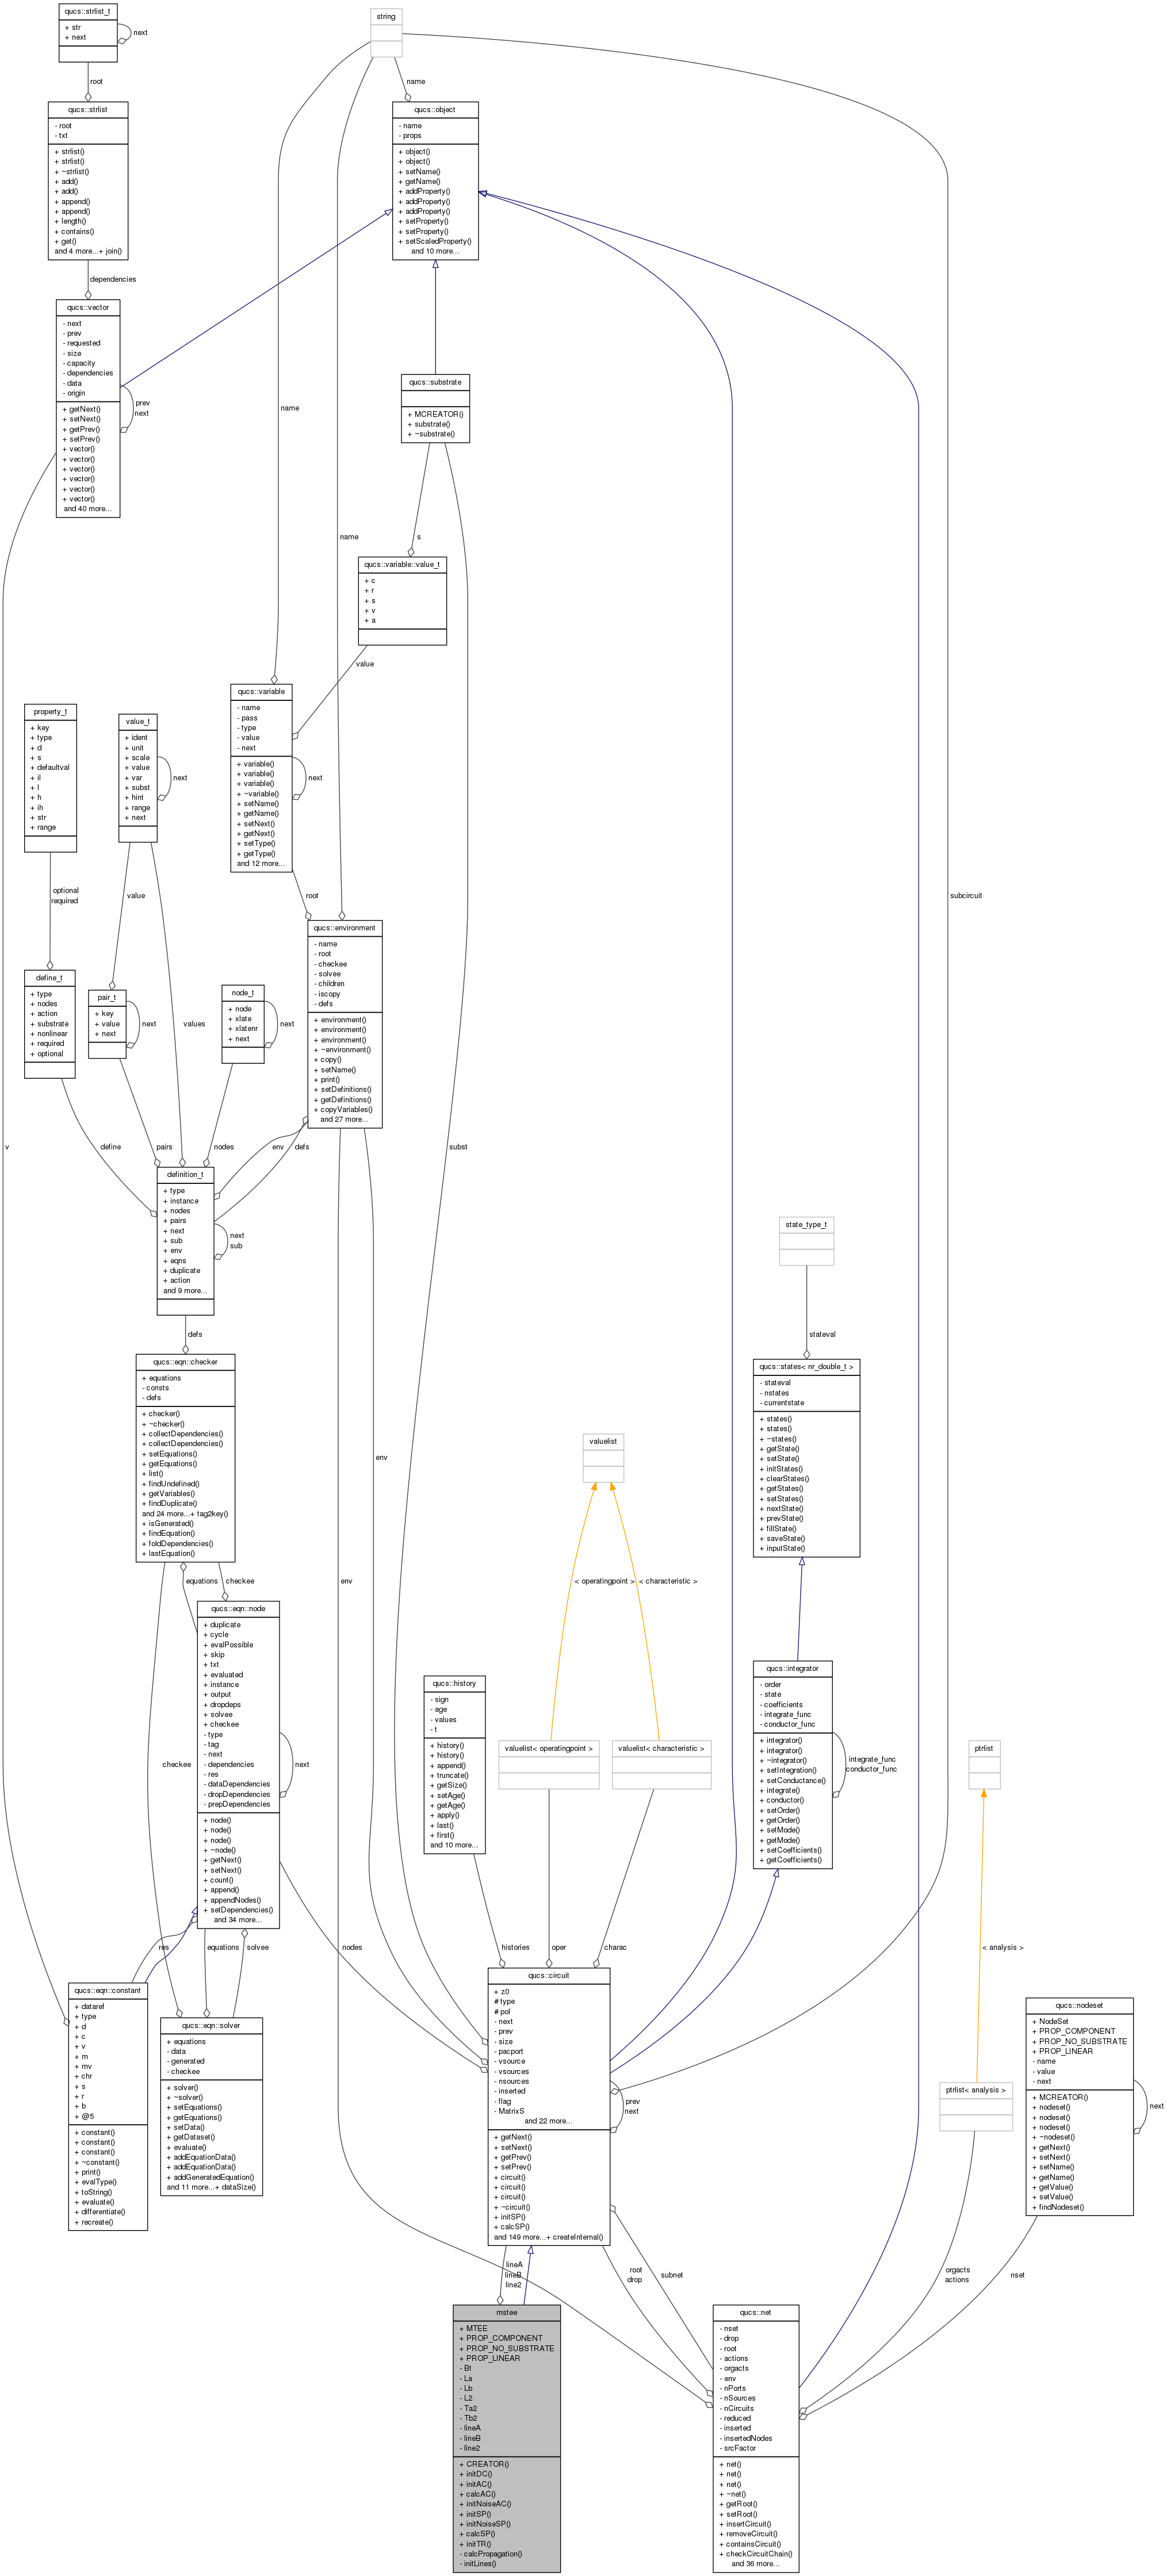 qucs::strlist_t
+ str
+ next
next
root
string
name
qucs::strlist
- root
- txt
+ strlist()
+ strlist()
+ ~strlist()
+ add()
+ add()
+ append()
+ append()
+ length()
+ contains()
+ get()
and 4 more...+ join()
qucs::object
- name
- props
+ object()
+ object()
+ setName()
+ getName()
+ addProperty()
+ addProperty()
+ addProperty()
+ setProperty()
+ setProperty()
+ setScaledProperty()
and 10 more...
dependencies
qucs::vector
- next
- prev
- requested
- size
- capacity
- dependencies
- data
- origin
+ getNext()
+ setNext()
+ getPrev()
+ setPrev()
+ vector()
+ vector()
+ vector()
+ vector()
+ vector()
+ vector()
and 40 more...
prev
next
name
qucs::substrate
+ MCREATOR()
+ substrate()
+ ~substrate()
name
s
qucs::variable::value_t
+ c
+ r
+ s
+ v
+ a
value
qucs::variable
- name
- pass
- type
- value
- next
+ variable()
+ variable()
+ variable()
+ ~variable()
+ setName()
+ getName()
+ setNext()
+ getNext()
+ setType()
+ getType()
and 12 more...
next
property_t
+ key
+ type
+ d
+ s
+ defaultval
+ il
+ l
+ h
+ ih
+ str
+ range
value_t
+ ident
+ unit
+ scale
+ value
+ var
+ subst
+ hint
+ range
+ next
next
optional
required
value
root
subcircuit
qucs::environment
- name
- root
- checkee
- solvee
- children
- iscopy
- defs
+ environment()
+ environment()
+ environment()
+ ~environment()
+ copy()
+ setName()
+ print()
+ setDefinitions()
+ getDefinitions()
+ copyVariables()
and 27 more...
define_t
+ type
+ nodes
+ action
+ substrate
+ nonlinear
+ required
+ optional
pair_t
+ key
+ value
+ next
next
values
node_t
+ node
+ xlate
+ xlatenr
+ next
next
v
define
pairs
nodes
env
defs
subst
definition_t
+ type
+ instance
+ nodes
+ pairs
+ next
+ sub
+ env
+ eqns
+ duplicate
+ action
and 9 more...
next
sub
state_type_t
stateval
defs
qucs::eqn::checker
+ equations
- consts
- defs
+ checker()
+ ~checker()
+ collectDependencies()
+ collectDependencies()
+ setEquations()
+ getEquations()
+ list()
+ findUndefined()
+ getVariables()
+ findDuplicate()
and 24 more...+ tag2key()
+ isGenerated()
+ findEquation()
+ foldDependencies()
+ lastEquation()
qucs::states< nr_double_t >
- stateval
- nstates
- currentstate
+ states()
+ states()
+ ~states()
+ getState()
+ setState()
+ initStates()
+ clearStates()
+ getStates()
+ setStates()
+ nextState()
+ prevState()
+ fillState()
+ saveState()
+ inputState()
env
valuelist
equations
checkee
env
< operatingpoint >
< characteristic >
qucs::eqn::node
+ duplicate
+ cycle
+ evalPossible
+ skip
+ txt
+ evaluated
+ instance
+ output
+ dropdeps
+ solvee
+ checkee
- type
- tag
- next
- dependencies
- res
- dataDependencies
- dropDependencies
- prepDependencies
+ node()
+ node()
+ node()
+ ~node()
+ getNext()
+ setNext()
+ count()
+ append()
+ appendNodes()
+ setDependencies()
and 34 more...
next
checkee
qucs::history
- sign
- age
- values
- t
+ history()
+ history()
+ append()
+ truncate()
+ getSize()
+ setAge()
+ getAge()
+ apply()
+ last()
+ first()
and 10 more...
valuelist< operatingpoint >
valuelist< characteristic >
qucs::integrator
- order
- state
- coefficients
- integrate_func
- conductor_func
+ integrator()
+ integrator()
+ ~integrator()
+ setIntegration()
+ setConductance()
+ integrate()
+ conductor()
+ setOrder()
+ getOrder()
+ setMode()
+ getMode()
+ setCoefficients()
+ getCoefficients()
integrate_func
conductor_func
ptrlist
res
equations
solvee
nodes
histories
oper
charac
< analysis >
qucs::eqn::constant
+ dataref
+ type
+ d
+ c
+ v
+ m
+ mv
+ chr
+ s
+ r
+ b
+ @5
+ constant()
+ constant()
+ constant()
+ ~constant()
+ print()
+ evalType()
+ toString()
+ evaluate()
+ differentiate()
+ recreate()
qucs::eqn::solver
+ equations
- data
- generated
- checkee
+ solver()
+ ~solver()
+ setEquations()
+ getEquations()
+ setData()
+ getDataset()
+ evaluate()
+ addEquationData()
+ addEquationData()
+ addGeneratedEquation()
and 11 more...+ dataSize()
qucs::circuit
+ z0
# type
# pol
- next
- prev
- size
- pacport
- vsource
- vsources
- nsources
- inserted
- flag
- MatrixS
and 22 more...
+ getNext()
+ setNext()
+ getPrev()
+ setPrev()
+ circuit()
+ circuit()
+ circuit()
+ ~circuit()
+ initSP()
+ calcSP()
and 149 more...+ createInternal()
prev
next
ptrlist< analysis >
qucs::nodeset
+ NodeSet
+ PROP_COMPONENT
+ PROP_NO_SUBSTRATE
+ PROP_LINEAR
- name
- value
- next
+ MCREATOR()
+ nodeset()
+ nodeset()
+ nodeset()
+ ~nodeset()
+ getNext()
+ setNext()
+ setName()
+ getName()
+ getValue()
+ setValue()
+ findNodeset()
next
lineA
lineB
line2
root
drop
subnet
orgacts
actions
nset
mstee
+ MTEE
+ PROP_COMPONENT
+ PROP_NO_SUBSTRATE
+ PROP_LINEAR
- Bt
- La
- Lb
- L2
- Ta2
- Tb2
- lineA
- lineB
- line2
+ CREATOR()
+ initDC()
+ initAC()
+ calcAC()
+ initNoiseAC()
+ initSP()
+ initNoiseSP()
+ calcSP()
+ initTR()
- calcPropagation()
- initLines()
qucs::net
- nset
- drop
- root
- actions
- orgacts
- env
- nPorts
- nSources
- nCircuits
- reduced
- inserted
- insertedNodes
- srcFactor
+ net()
+ net()
+ net()
+ ~net()
+ getRoot()
+ setRoot()
+ insertCircuit()
+ removeCircuit()
+ containsCircuit()
+ checkCircuitChain()
and 36 more...